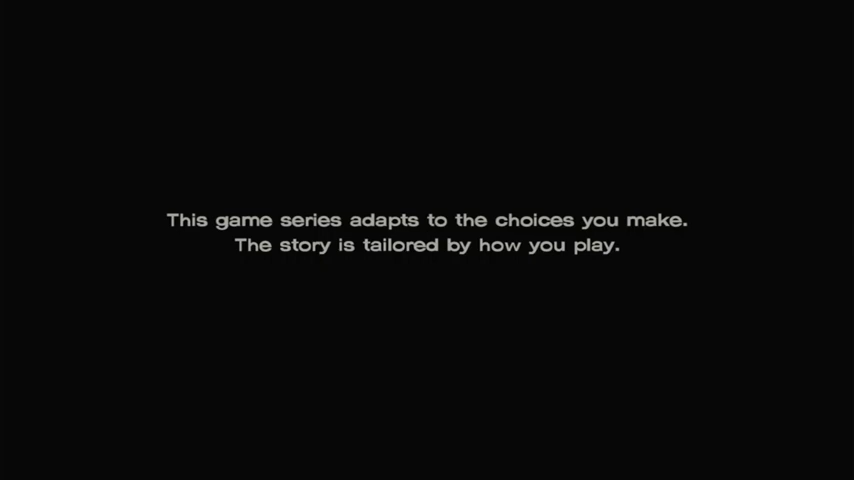 This game series adapts to the choices you make.
The story is tailored by how you play.